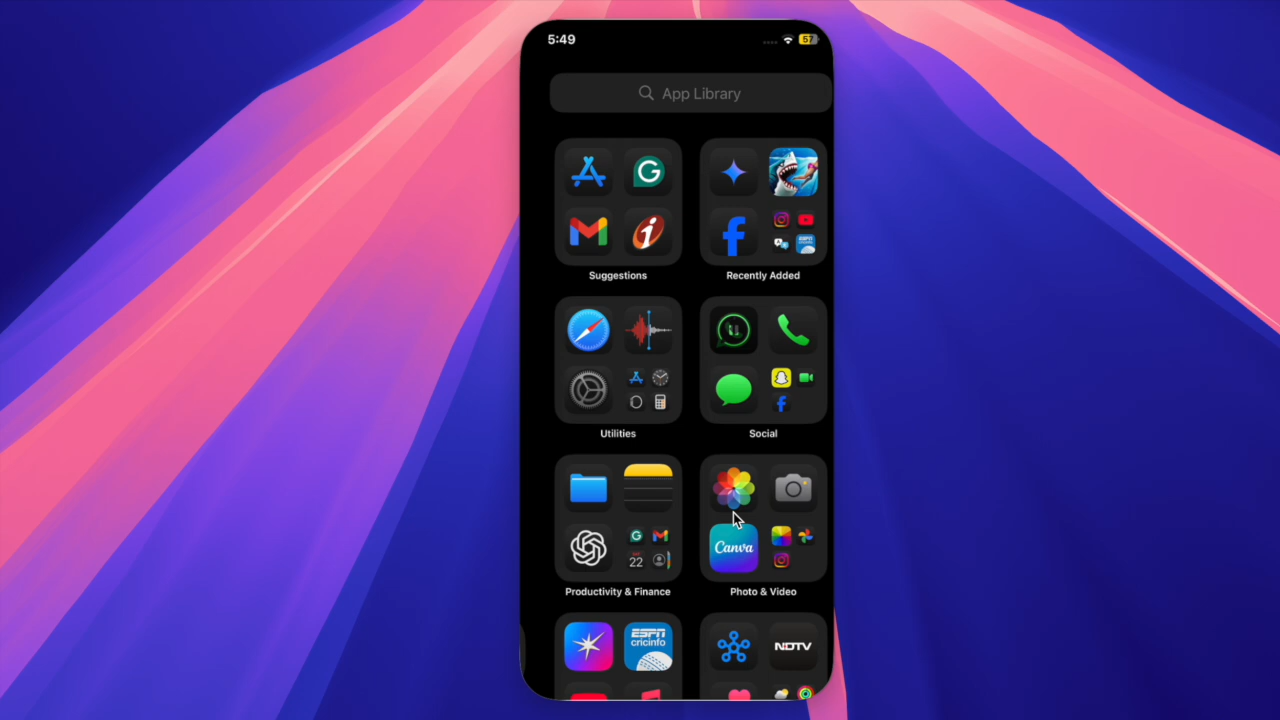 5:49
57
App Library
Suggestions
Recently Added
Utilities
Social
Canva
22
Productivity & Finance
Photo & Video
ESPN
cricinfo
NDTV